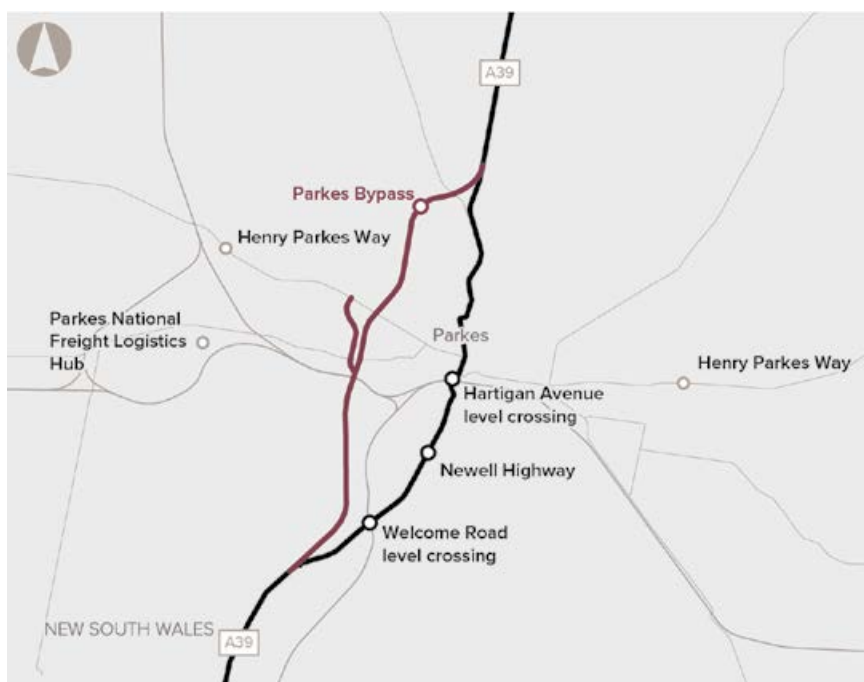 A39
Parkes Bypass
Henry Parkes Way
Parkes National
Freight Logistics
Hub
Parkes
Henry Parkes Way
Hartigan Avenue
level crossing
Newell Highway
Welcome Road
level crossing
NEW SOUTH WALES
A39